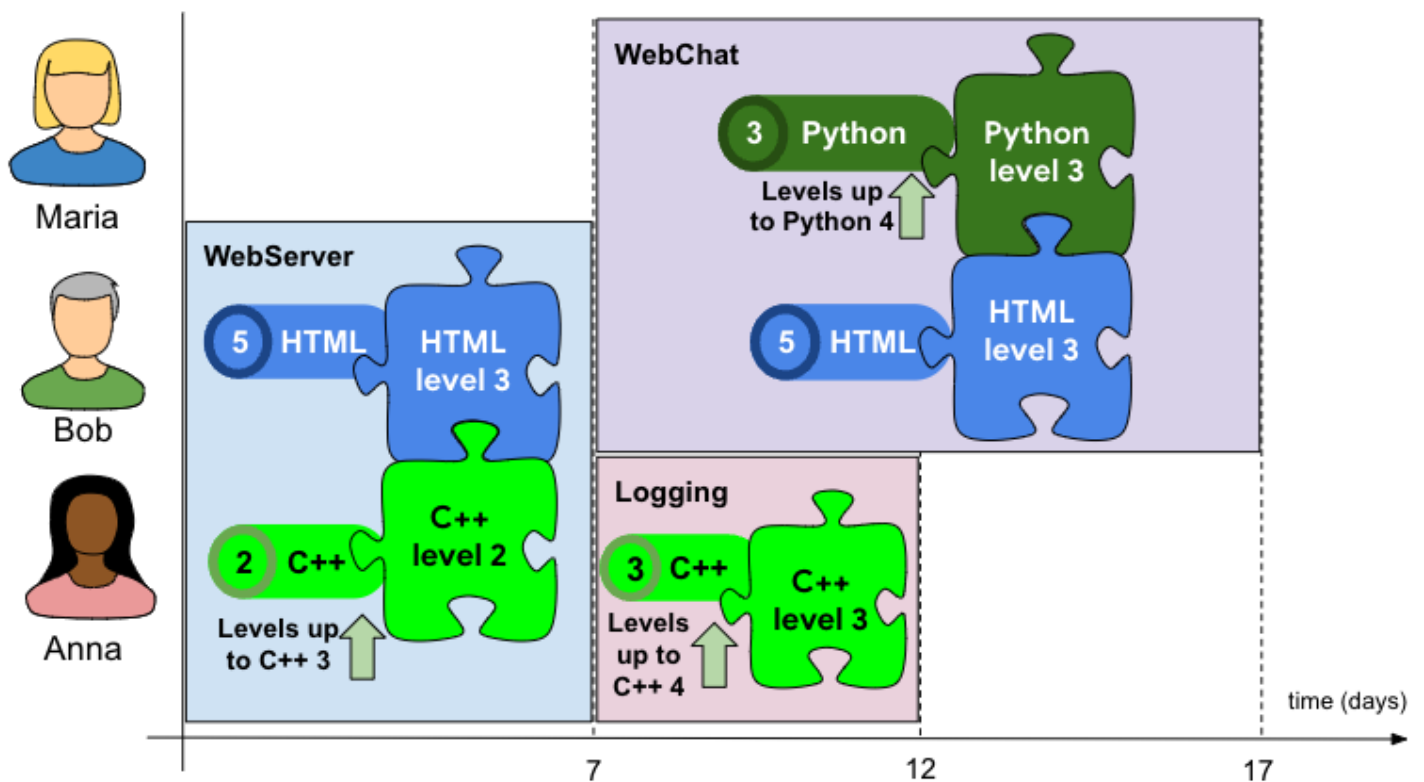 Maria
Bob
Anna
WebServer
5 HTML
HTML
level 3
2 C++
C++
level 2
Levels up
to C++ 3
WebChat
3 Python
Python
level 3
Levels up
to Python 4
5 HTML
HTML
level 3
Logging
3 C++
C++
level 3
Levels
up to
C++ 4
time (days)
7
12
17